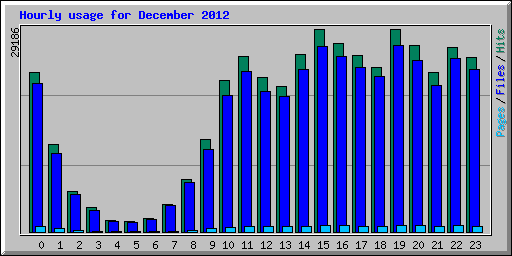 Hourly usage for December 2012
29186
Pages/Files/Hits
0 1 2 3 4 5 6 7 8 9 10 11 12 13 14 15 16 17 18 19 20 21 22 23